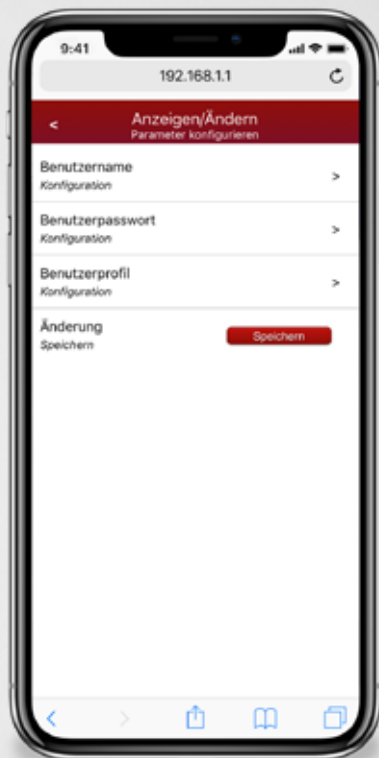 9:41
192.168.1.1
< Anzeigen/Ändern
Parameter konfigurieren
Benutzername
Konfiguration
>
Benutzerpasswort
Konfiguration
>
Benutzerprofil
Konfiguration
>
Änderung
Speichern
Speichern